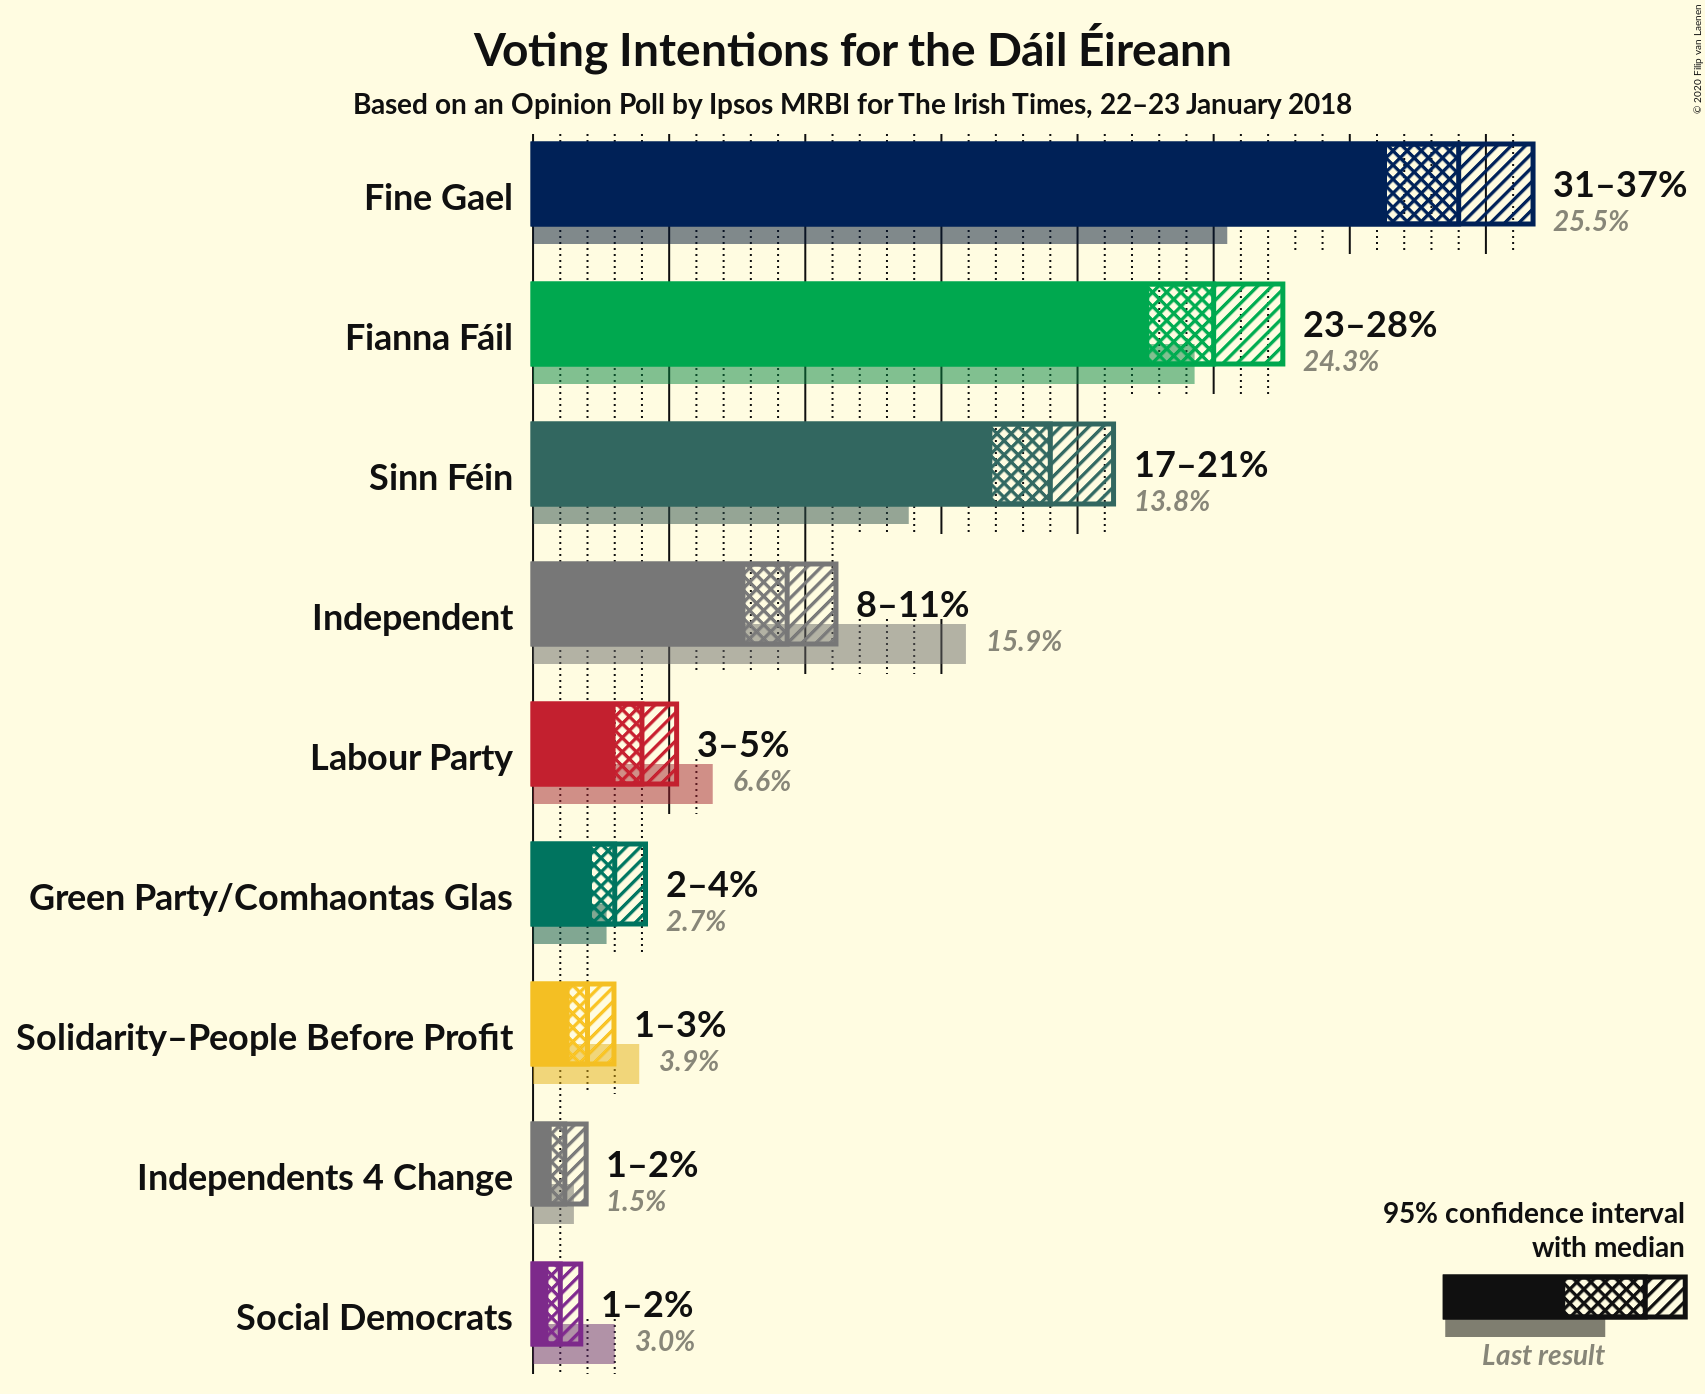 Voting Intentions for the Dáil Éireann
Based on an Opinion Poll by Ipsos MRBI for The Irish Times, 22–23 January 2018
© 2020 Filip van Laenen
Fine Gael
31–37%
25.5%
Fianna Fáil
23–28%
24.3%
Sinn Féin
17–21%
13.8%
Independent
8–11%
15.9%
Labour Party
3–5%
6.6%
Green Party/Comhaontas Glas
2–4%
2.7%
Solidarity–People Before Profit
1–3%
3.9%
Independents 4 Change
1–2%
1.5%
Social Democrats
1–2%
3.0%
95% confidence interval
with median
Last result